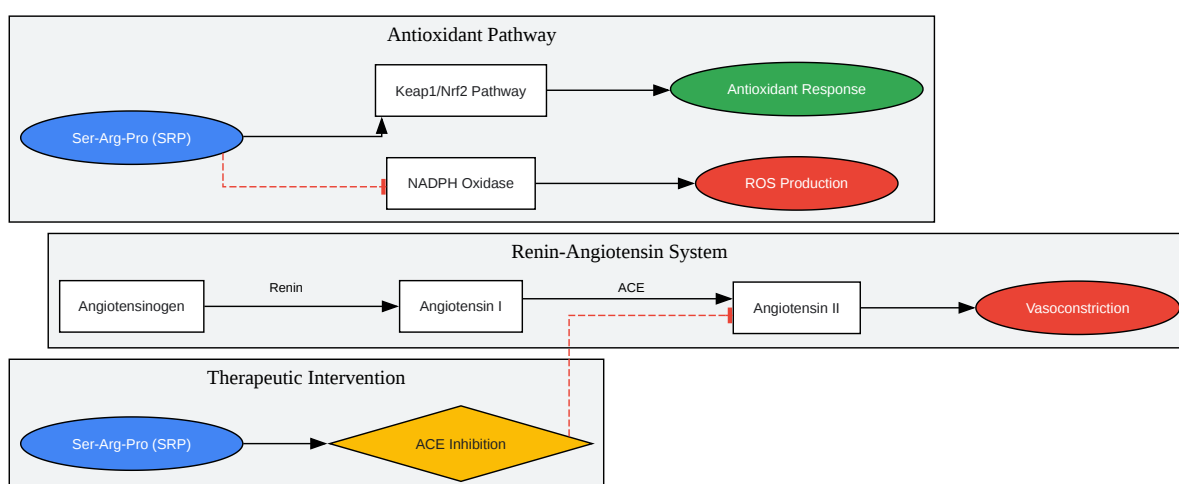 Antioxidant Pathway
Keap1/Nrf2 Pathway
Antioxidant Response
Ser-Arg-Pro (SRP)
NADPH Oxidase
ROS Production
Renin-Angiotensin System
Angiotensinogen
Renin
Angiotensin I
ACE
Angiotensin II
Vasoconstriction
Therapeutic Intervention
Ser-Arg-Pro (SRP)
ACE Inhibition